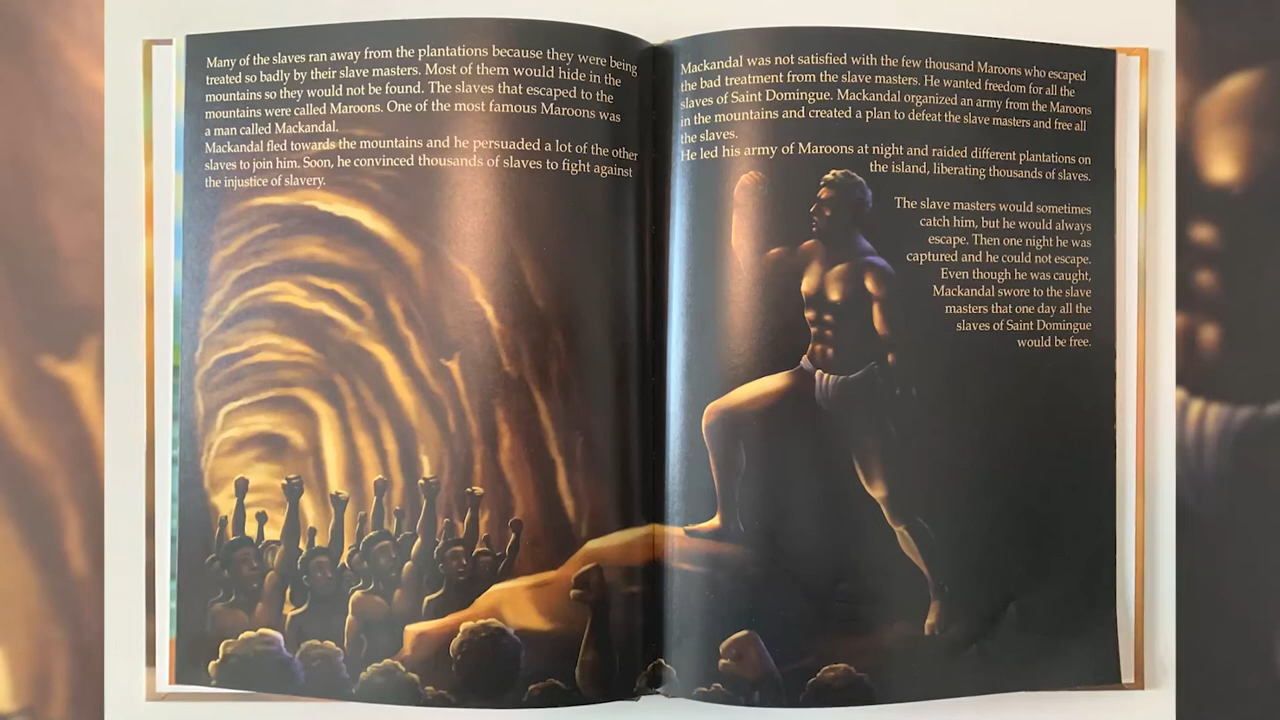 Many of the slaves ran away from the plantations because they were being
treated so badly by their slave masters. Most of them would hide in the
mountains so they would not be found. The slaves that escaped to the
mountains were called Maroons. One of the most famous Maroons was
a man called Mackandal.
Mackandal fled towards the mountains and he persuaded a lot of the other
slaves to join him. Soon, he convinced thousands of slaves to fight against
the injustice of slavery.
Mackandal was not satisfied with the few thousand Maroons who escaped
the bad treatment from the slave masters. He wanted freedom for all the
slaves of Saint Domingue. Mackandal organized an army from the Maroons
in the mountains and created a plan to defeat the slave masters and free all
the slaves.
He led his army of Maroons at night and raided different plantations on
the island, liberating thousands of slaves.
The slave masters would sometimes
catch him, but he would always
escape. Then one night he was
captured and he could not escape.
Even though he was caught,
Mackandal swore to the slave
masters that one day all the
slaves of Saint Domingue
would be free.